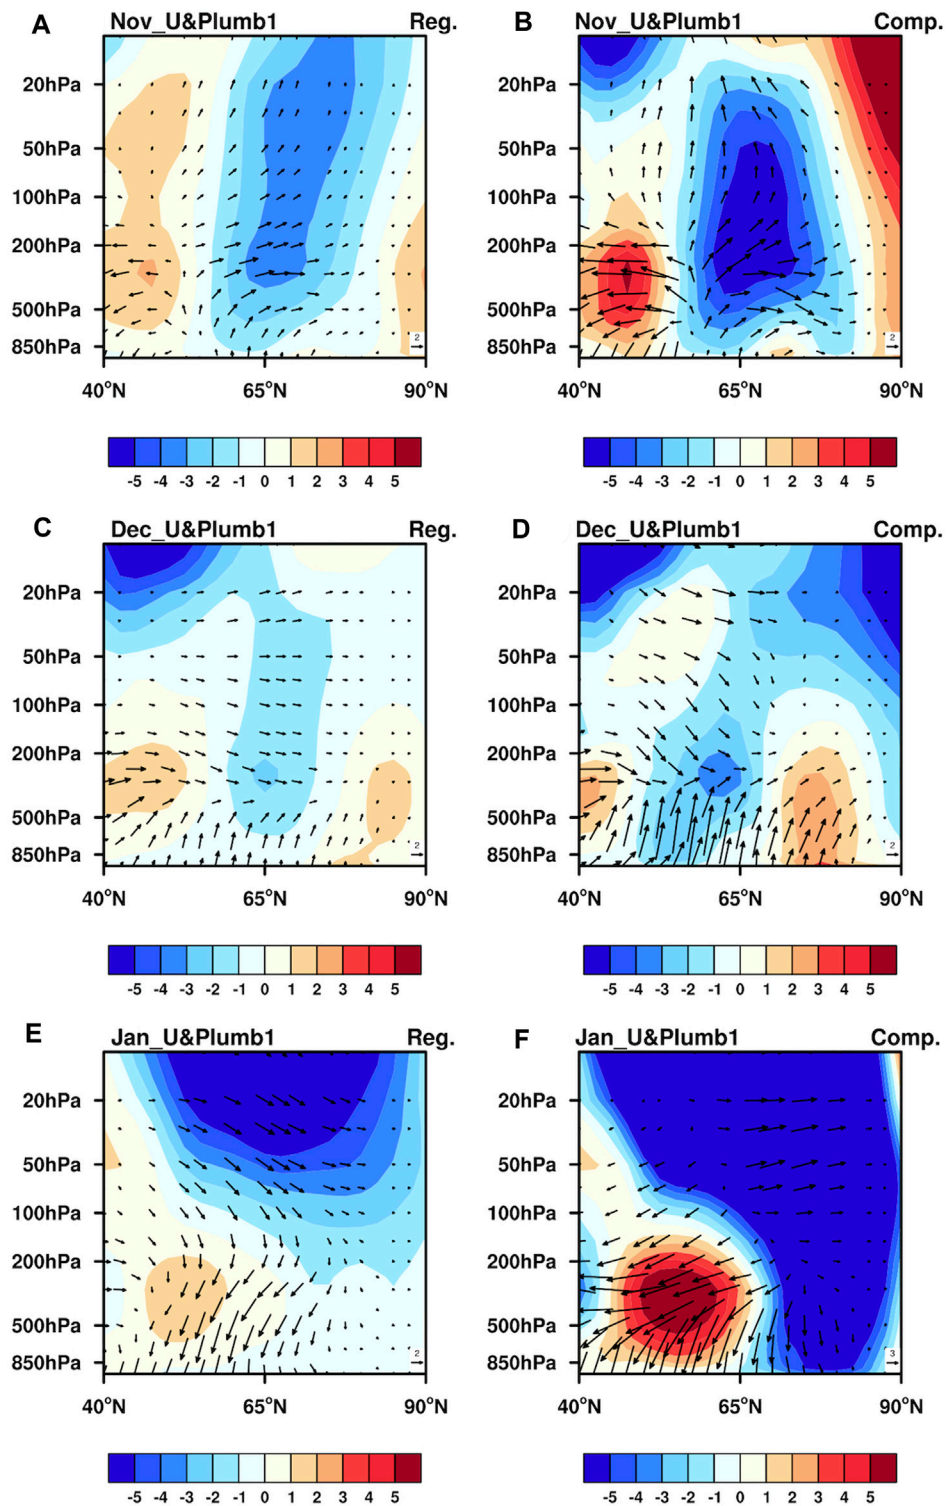 A Nov_U&Plumb1 Reg.
20hPa
50hPa
100hPa
200hPa
500hPa
850hPa
2
40°N 65°N 90°N
-5 -4 -3 -2 -1 0 1 2 3 4 5
B Nov_U&Plumb1 Comp.
20hPa
50hPa
100hPa
200hPa
500hPa
850hPa
2
40°N 65°N 90°N
-5 -4 -3 -2 -1 0 1 2 3 4 5
C Dec_U&Plumb1 Reg.
20hPa
50hPa
100hPa
200hPa
500hPa
850hPa
2
40°N 65°N 90°N
-5 -4 -3 -2 -1 0 1 2 3 4 5
D Dec_U&Plumb1 Comp.
20hPa
50hPa
100hPa
200hPa
500hPa
850hPa
2
40°N 65°N 90°N
-5 -4 -3 -2 -1 0 1 2 3 4 5
E Jan_U&Plumb1 Reg.
20hPa
50hPa
100hPa
200hPa
500hPa
850hPa
2
40°N 65°N 90°N
-5 -4 -3 -2 -1 0 1 2 3 4 5
F Jan_U&Plumb1 Comp.
20hPa
50hPa
100hPa
200hPa
500hPa
850hPa
3
40°N 65°N 90°N
-5 -4 -3 -2 -1 0 1 2 3 4 5